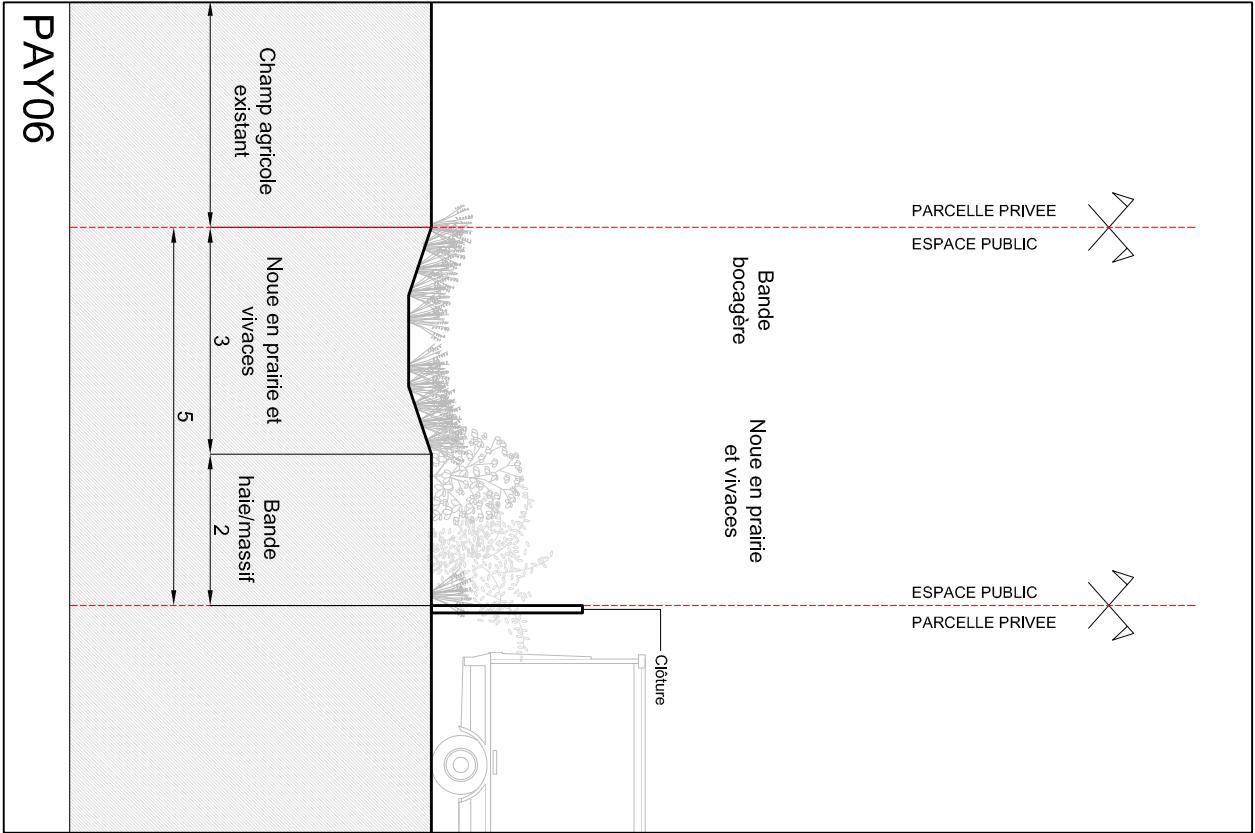 PARCELLE PRIVEE
ESPACE PUBLIC
ESPACE PUBLIC
PARCELLE PRIVEE
Bande
bocagère
Noue en prairie
et vivaces
Clôture
Champ agricole
existant
Noue en prairie et
vivaces
3
Bande
haie/massif
2
5
PAY06